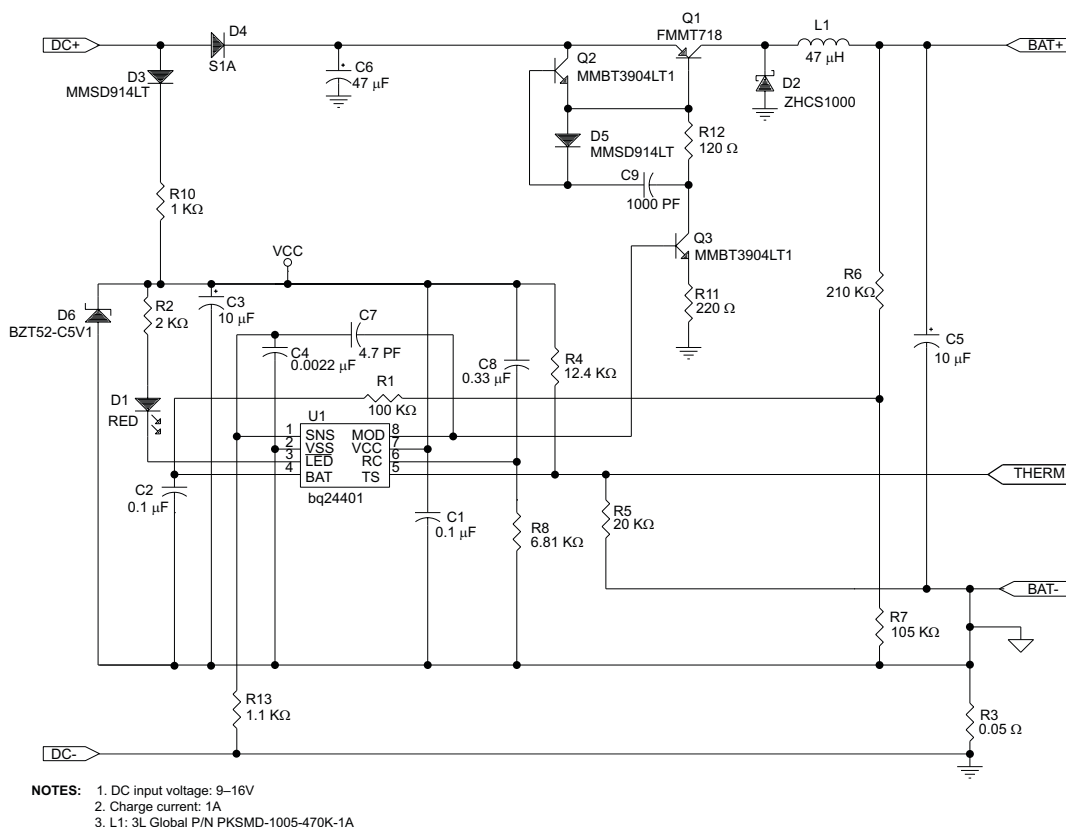 DC+
D4
S1A
D3
MMSD914LT
C6
47 μF
Q2
MMBT3904LT1
Q1
FMMT718
L1
47 μH
BAT+
D2
ZHCS1000
D5
MMSD914LT
R12
120 Ω
C9
1000 PF
R10
1 KΩ
Q3
MMBT3904LT1
VCC
R11
220 Ω
R6
210 KΩ
D6
BZT52-C5V1
R2
2 KΩ
C3
10 μF
C7
4.7 PF
C4
0.0022 μF
C8
0.33 μF
R4
12.4 KΩ
C5
10 μF
R1
100 KΩ
D1
RED
U1
1 SNS MOD 8
2 VSS VCC 7
3 LED RC 6
4 BAT TS 5
bq24401
THERM
C2
0.1 μF
C1
0.1 μF
R8
6.81 KΩ
R5
20 KΩ
BAT-
R7
105 KΩ
R13
1.1 KΩ
R3
0.05 Ω
DC-
NOTES: 1. DC input voltage: 9–16V
2. Charge current: 1A
3. L1: 3L Global P/N PKSMD-1005-470K-1A